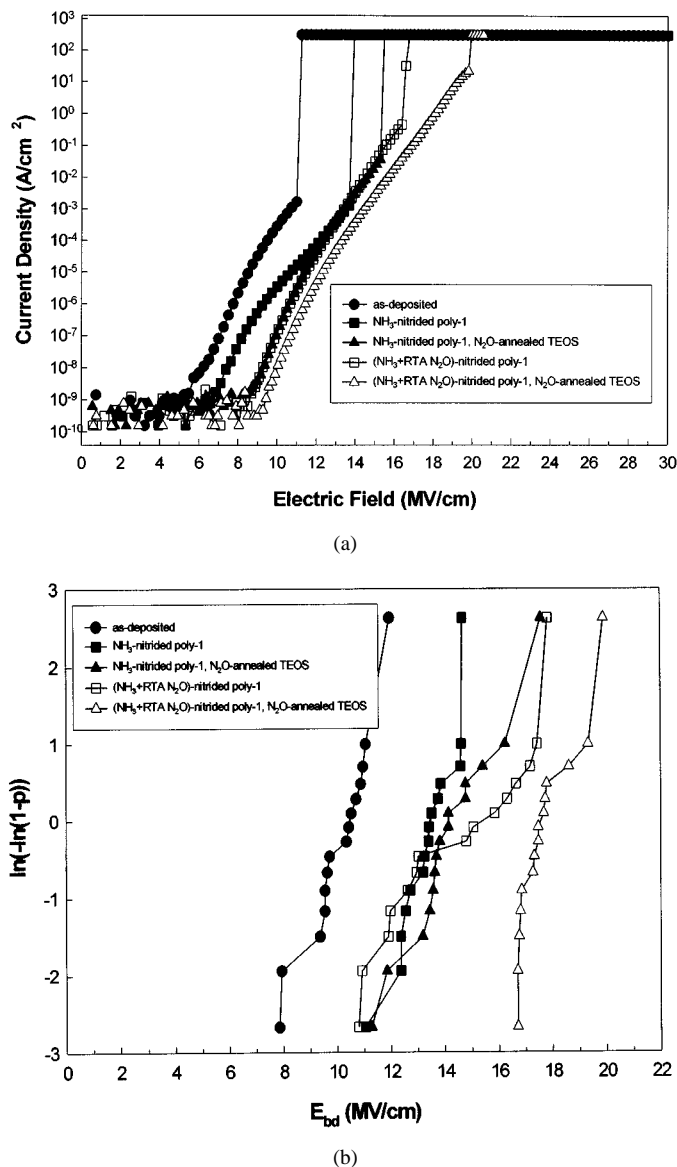 10³
10²
10¹
10⁰
10⁻¹
10⁻²
10⁻³
10⁻⁴
10⁻⁵
10⁻⁶
10⁻⁷
10⁻⁸
10⁻⁹
10⁻¹⁰
Current Density (A/cm ²)
as-deposited
NH₃-nitrided poly-1
NH₃-nitrided poly-1, N₂O-annealed TEOS
(NH₃+RTA N₂O)-nitrided poly-1
(NH₃+RTA N₂O)-nitrided poly-1, N₂O-annealed TEOS
0 2 4 6 8 10 12 14 16 18 20 22 24 26 28 30
Electric Field (MV/cm)
(a)
3
2
1
0
-1
-2
-3
ln(-ln(1-p))
as-deposited
NH₃-nitrided poly-1
NH₃-nitrided poly-1, N₂O-annealed TEOS
(NH₃+RTA N₂O)-nitrided poly-1
(NH₃+RTA N₂O)-nitrided poly-1, N₂O-annealed TEOS
0 2 4 6 8 10 12 14 16 18 20 22
E_bd (MV/cm)
(b)